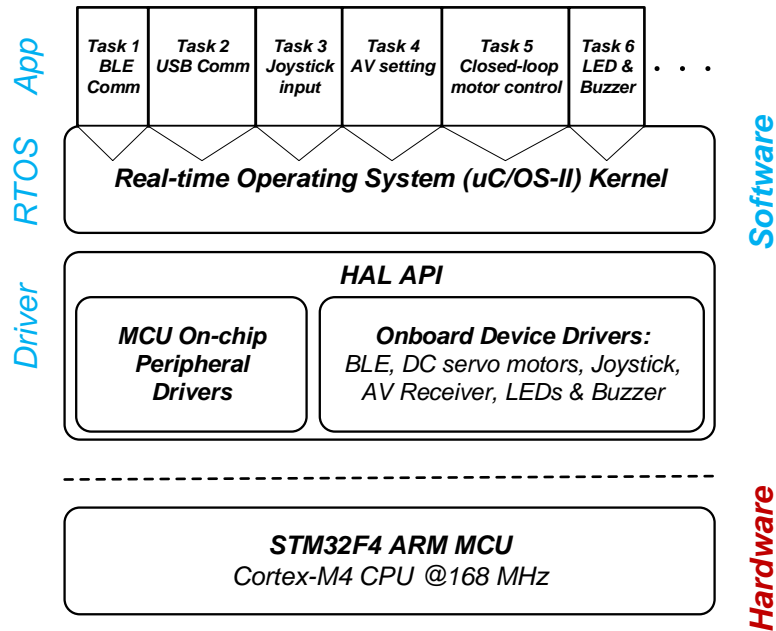 App
Task 1
BLE
Comm
Task 2
USB Comm
Task 3
Joystick
input
Task 4
AV setting
Task 5
Closed-loop
motor control
Task 6
LED &
Buzzer
. . .
RTOS
Real-time Operating System (uC/OS-II) Kernel
Software
Driver
HAL API
MCU On-chip
Peripheral
Drivers
Onboard Device Drivers:
BLE, DC servo motors, Joystick,
AV Receiver, LEDs & Buzzer
Hardware
STM32F4 ARM MCU
Cortex-M4 CPU @168 MHz